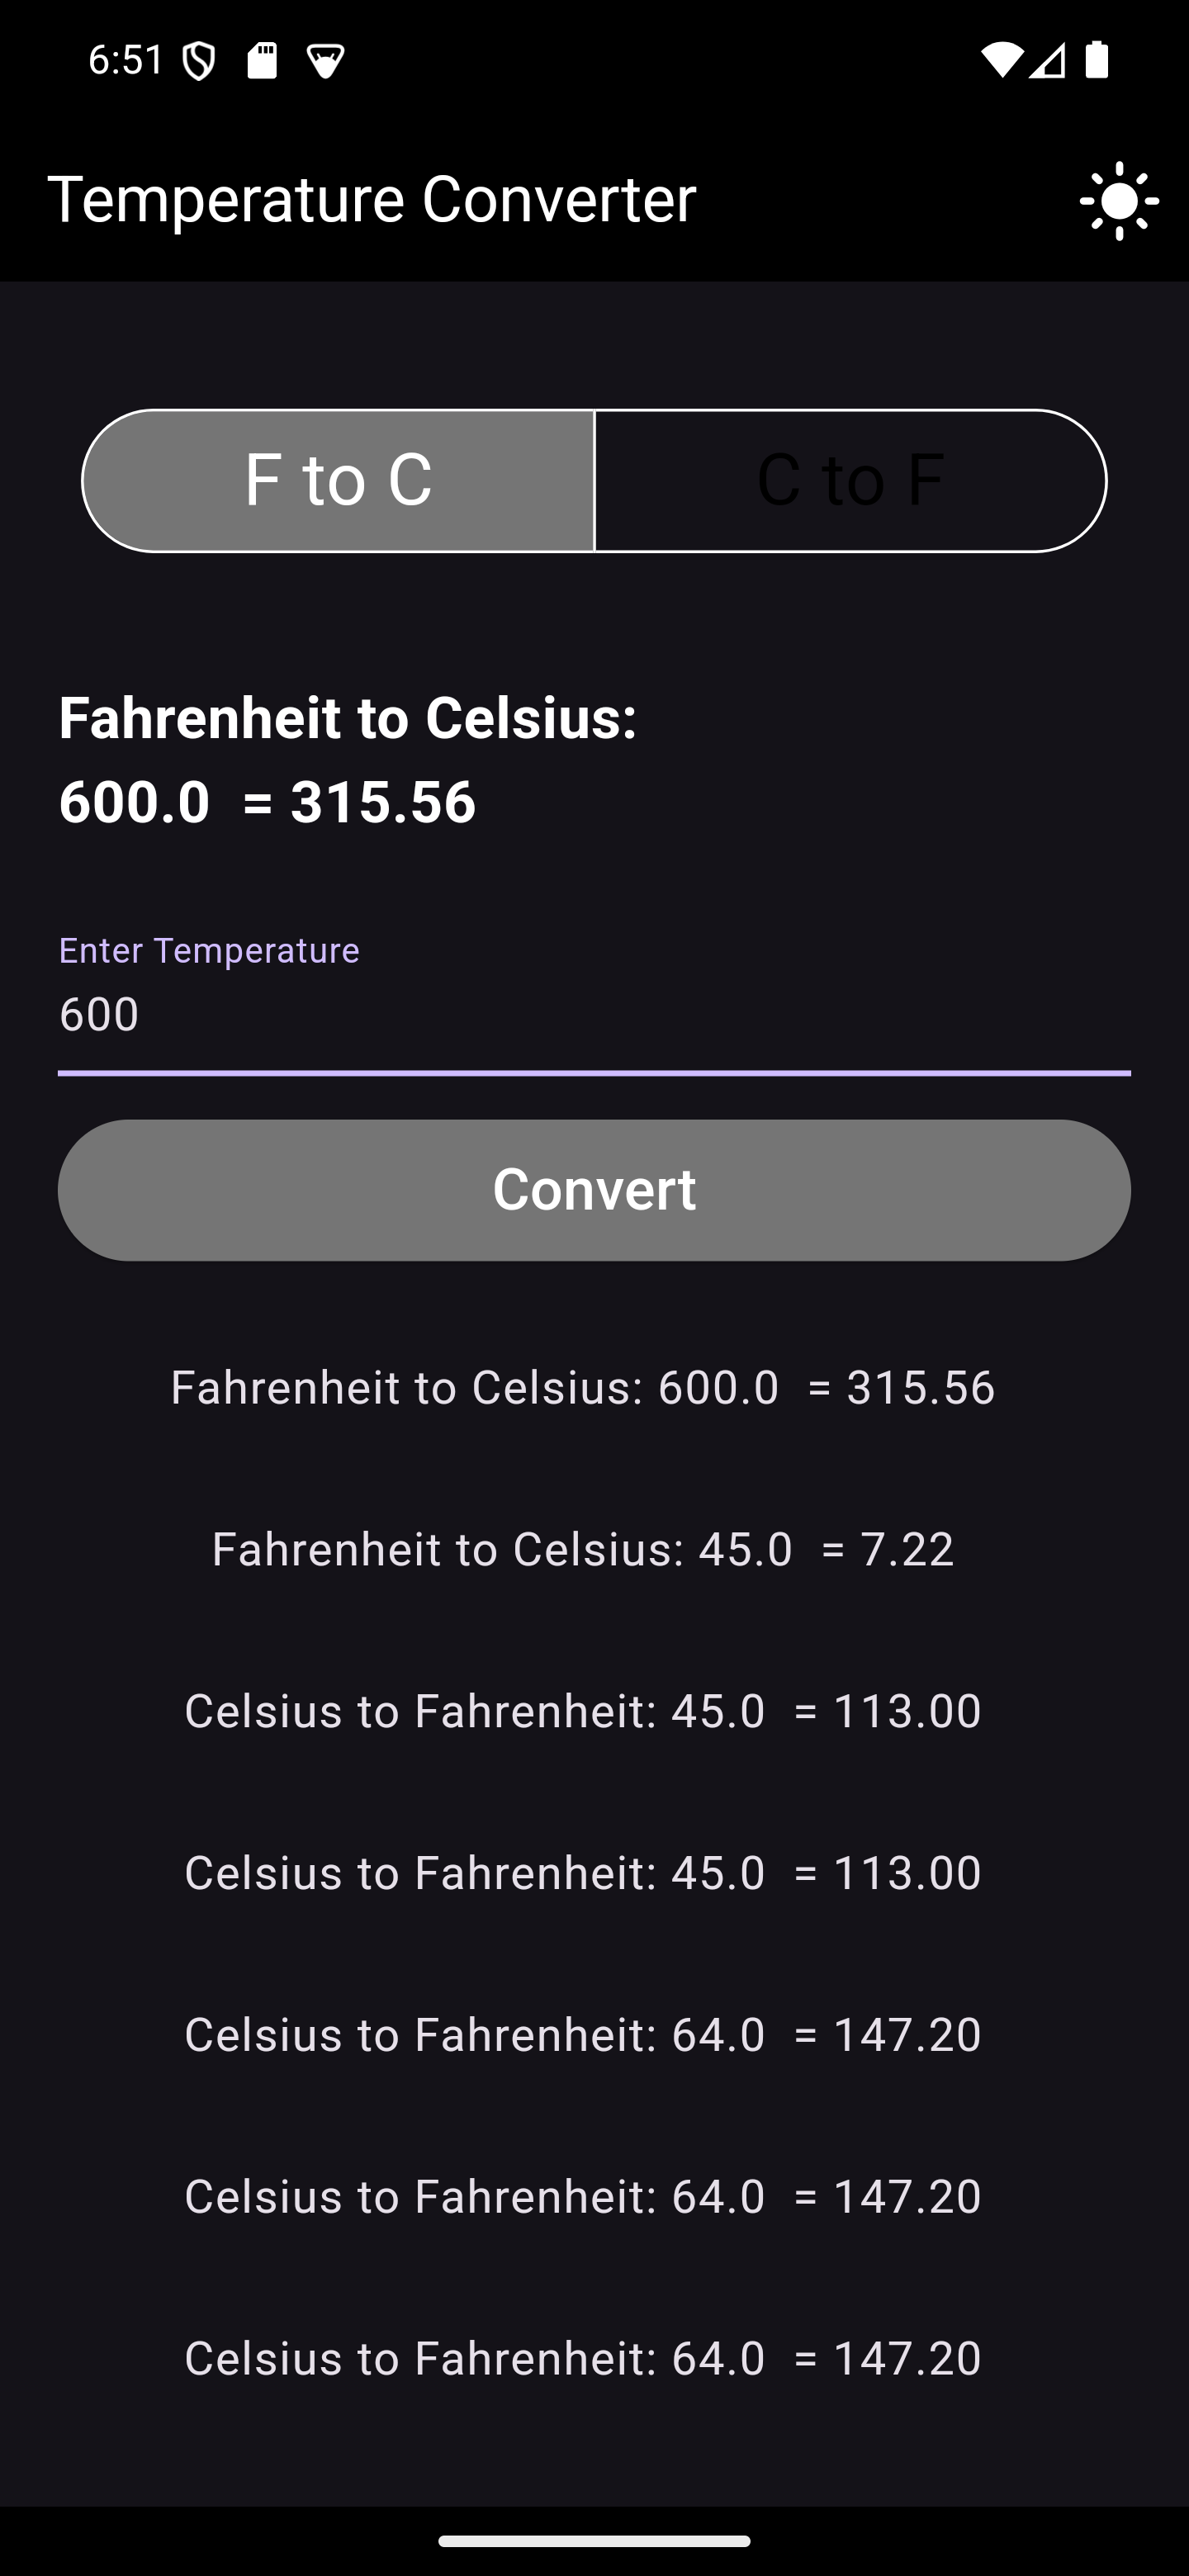 6:51
Temperature Converter
F to C
C to F
Fahrenheit to Celsius:
600.0  = 315.56
Enter Temperature
600
Convert
Fahrenheit to Celsius: 600.0  = 315.56
Fahrenheit to Celsius: 45.0  = 7.22
Celsius to Fahrenheit: 45.0  = 113.00
Celsius to Fahrenheit: 45.0  = 113.00
Celsius to Fahrenheit: 64.0  = 147.20
Celsius to Fahrenheit: 64.0  = 147.20
Celsius to Fahrenheit: 64.0  = 147.20